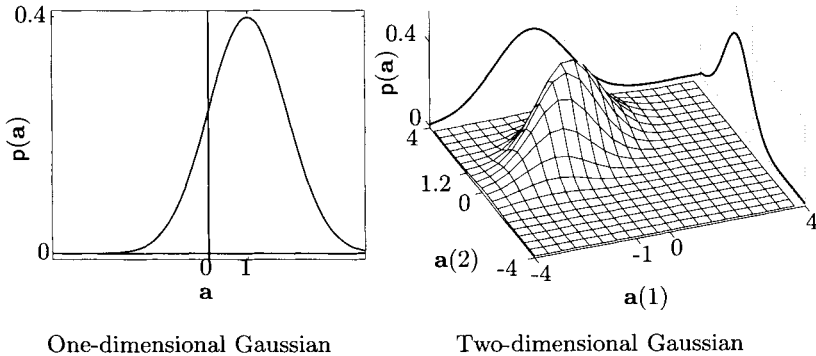 0.4
p(a)
0
0 1
a
One-dimensional Gaussian
0.4
p(a)
0
4
1.2
0
a(2)
-4
-4
-1 0
4
a(1)
Two-dimensional Gaussian